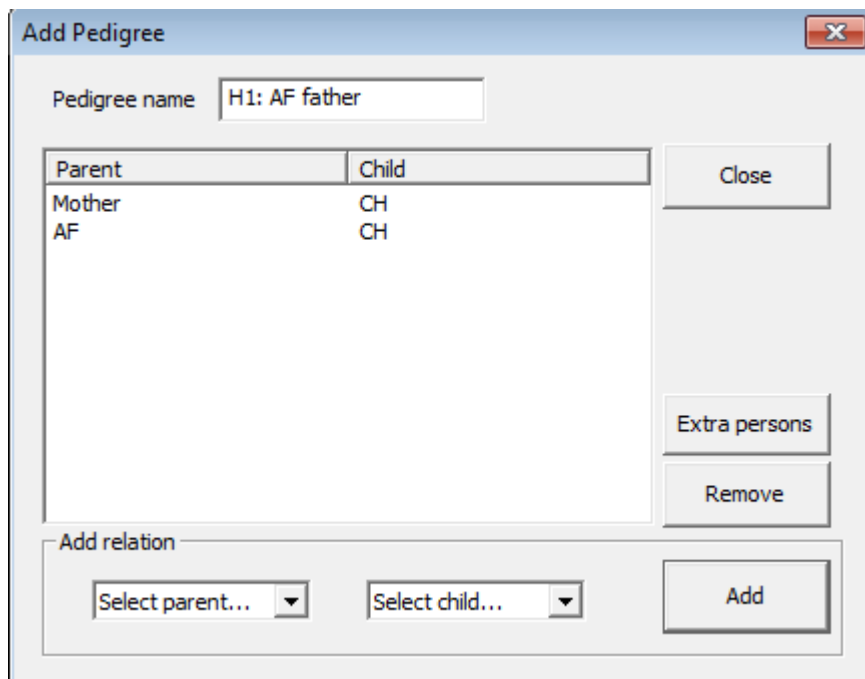 Add Pedigree
Pedigree name H1: AF father
Parent Child
Mother CH
AF CH
Close
Extra persons
Remove
Add relation
Select parent... Select child... Add